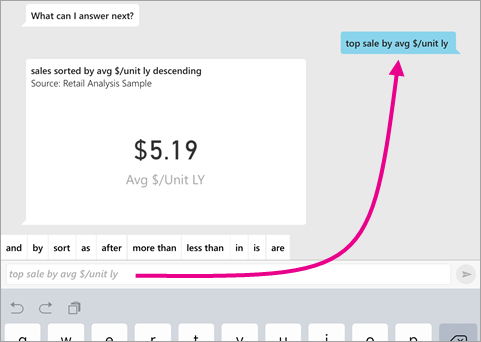 What can I answer next?
top sale by avg $/unit ly
sales sorted by avg $/unit ly descending
Source: Retail Analysis Sample
$5.19
Avg $/Unit LY
and by sort as after more than less than in is are
top sale by avg $/unit ly
q w e r t y u i o p